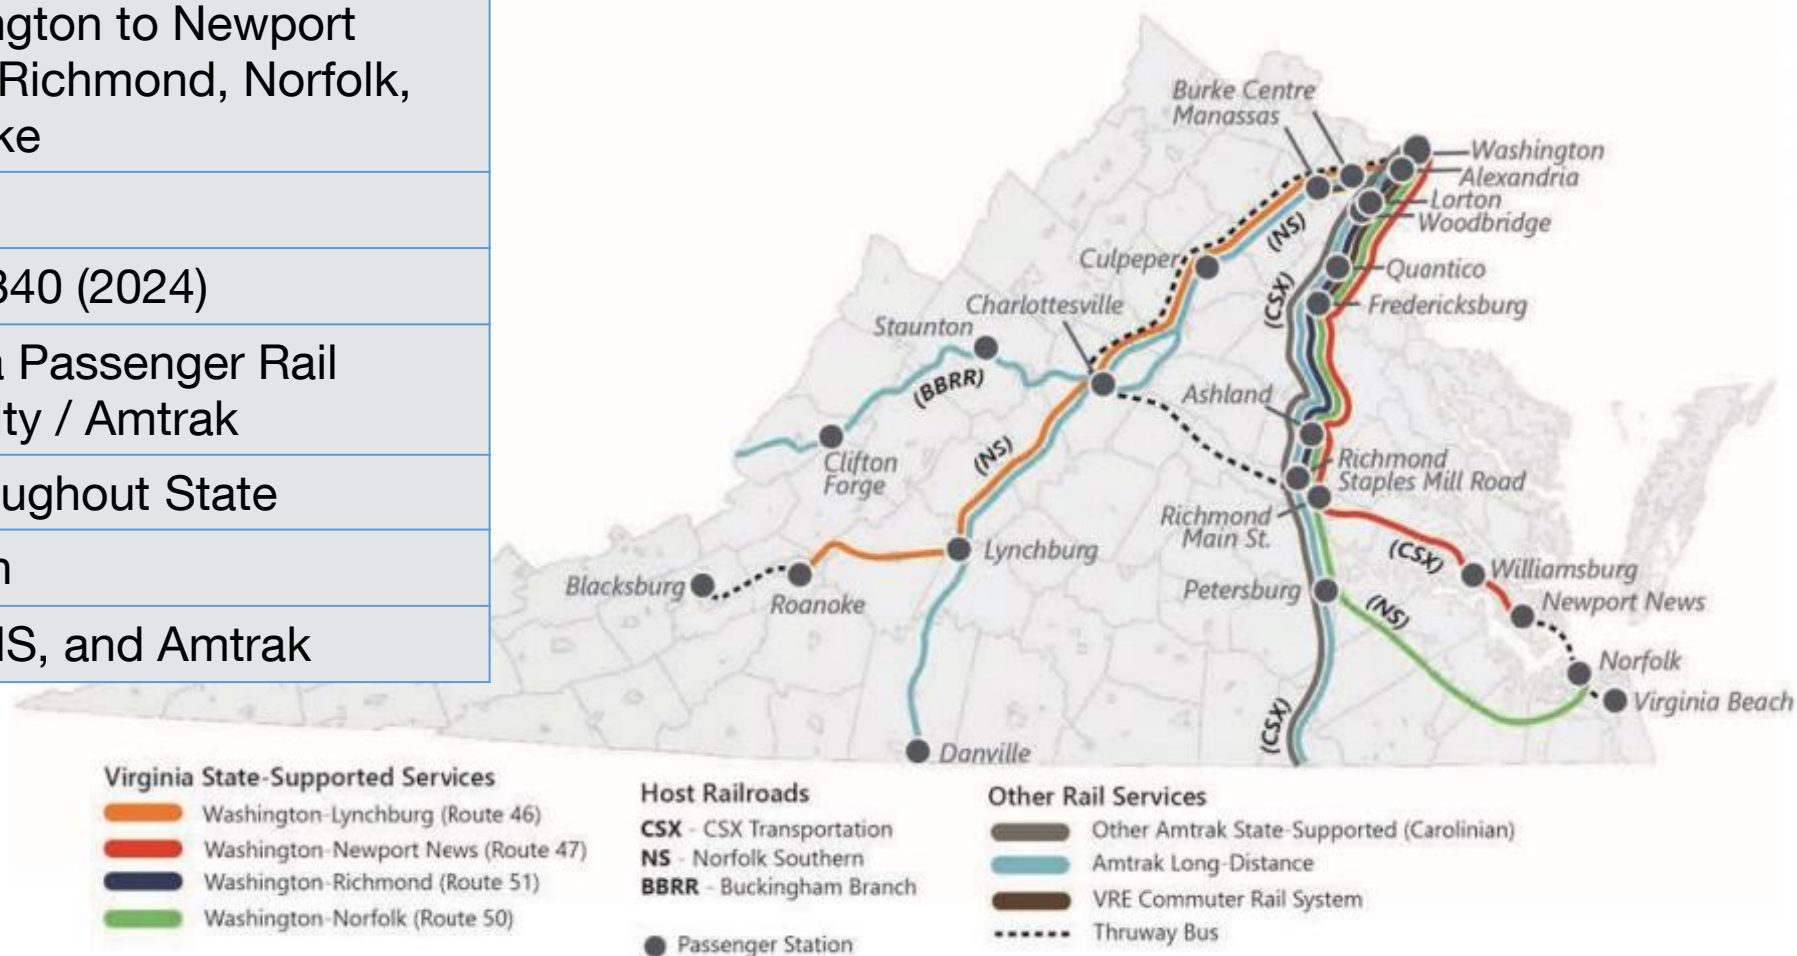 ngton to Newport
Richmond, Norfolk,
ke
340 (2024)
a Passenger Rail
ity / Amtrak
ughout State
n
NS, and Amtrak
Burke Centre
Manassas
Washington
Alexandria
Lorton
Woodbridge
(NS)
Culpeper
Quantico
(CSX)
Charlottesville
Fredericksburg
Staunton
(BBRR)
Ashland
Clifton
Forge
(NS)
Richmond
Staples Mill Road
Richmond
Main St.
Lynchburg
(CSX)
Williamsburg
Blacksburg
Roanoke
Petersburg
(NS)
Newport News
Norfolk
Virginia Beach
(CSX)
Danville
Virginia State-Supported Services
Washington-Lynchburg (Route 46)
Washington-Newport News (Route 47)
Washington-Richmond (Route 51)
Washington-Norfolk (Route 50)
Host Railroads
CSX - CSX Transportation
NS - Norfolk Southern
BBRR - Buckingham Branch
Passenger Station
Other Rail Services
Other Amtrak State-Supported (Carolinian)
Amtrak Long-Distance
VRE Commuter Rail System
Thruway Bus